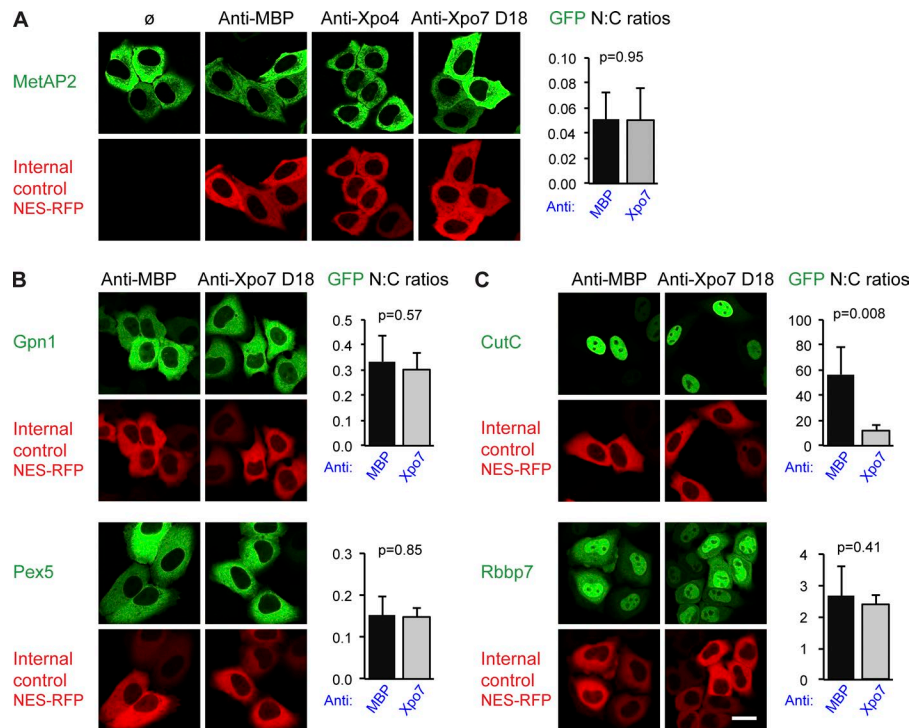 A
ø
Anti-MBP
Anti-Xpo4
Anti-Xpo7 D18
GFP N:C ratios
MetAP2
Internal
control
NES-RFP
p=0.95
0.10
0.08
0.06
0.04
0.02
0.00
Anti:
MBP
Xpo7
B
Anti-MBP
Anti-Xpo7 D18
GFP N:C ratios
Gpn1
Internal
control
NES-RFP
p=0.57
0.5
0.4
0.3
0.2
0.1
0.0
Anti:
MBP
Xpo7
Pex5
Internal
control
NES-RFP
p=0.85
0.3
0.2
0.1
0.0
Anti:
MBP
Xpo7
C
Anti-MBP
Anti-Xpo7 D18
GFP N:C ratios
CutC
Internal
control
NES-RFP
p=0.008
100
80
60
40
20
0
Anti:
MBP
Xpo7
Rbbp7
Internal
control
NES-RFP
p=0.41
4
3
2
1
0
Anti:
MBP
Xpo7